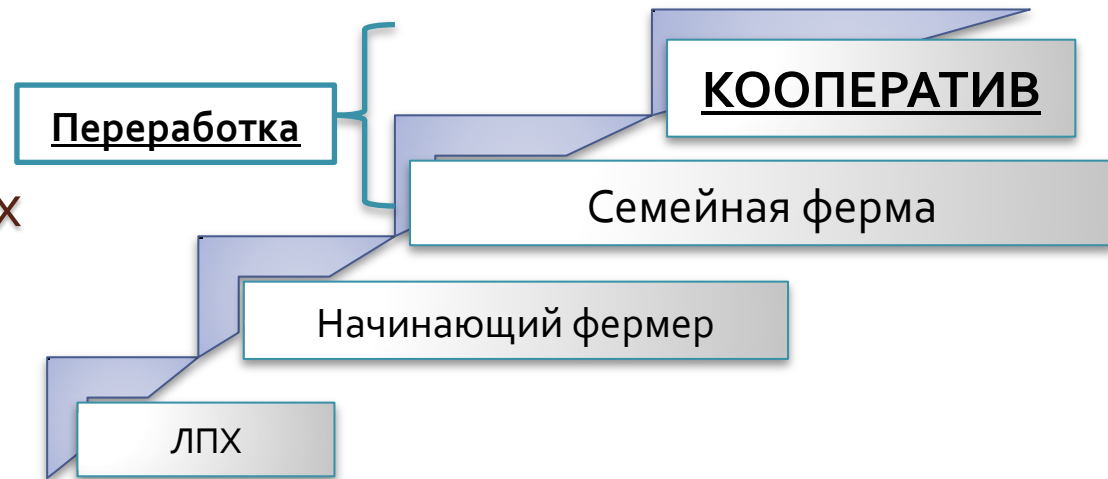 КООПЕРАТИВ
Переработка
х
Семейная ферма
Начинающий фермер
ЛПХ